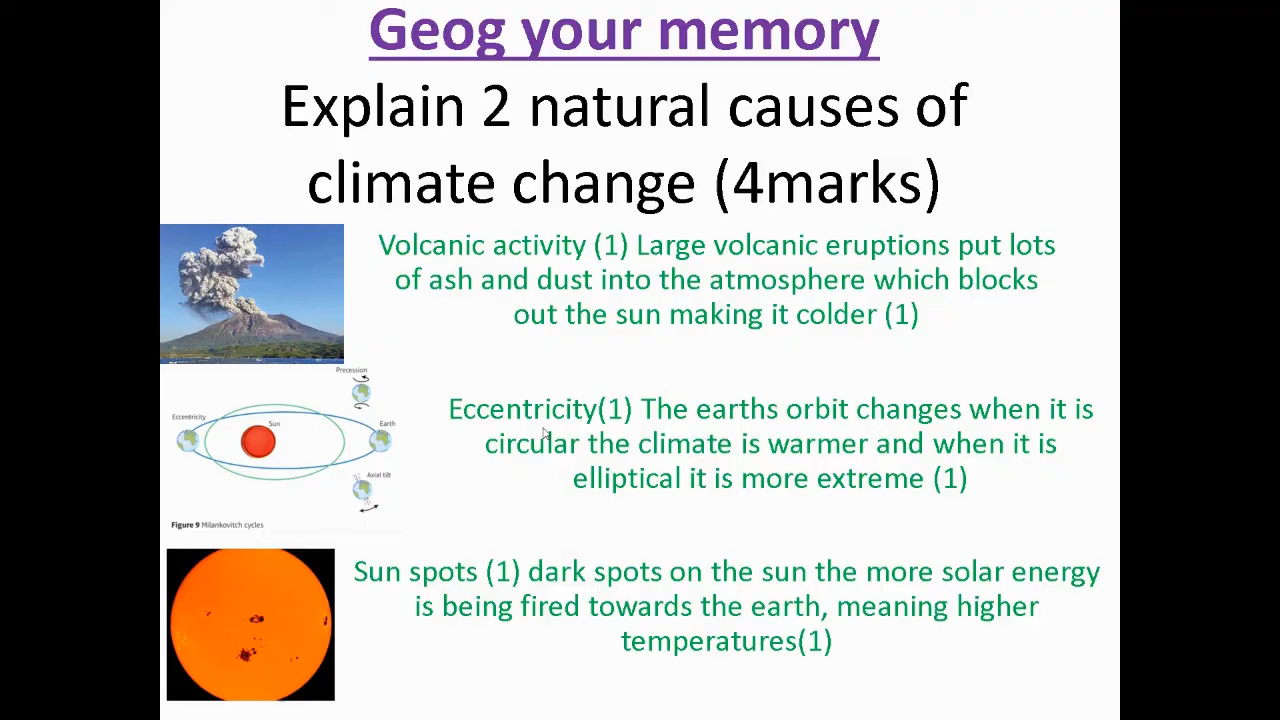 Geog your memory
Explain 2 natural causes of
climate change (4marks)
Volcanic activity (1) Large volcanic eruptions put lots
of ash and dust into the atmosphere which blocks
out the sun making it colder (1)
Precession
Eccentricity
Sun
Earth
Axial tilt
Figure 9 Milankovitch cycles
Eccentricity(1) The earths orbit changes when it is
circular the climate is warmer and when it is
elliptical it is more extreme (1)
Sun spots (1) dark spots on the sun the more solar energy
is being fired towards the earth, meaning higher
temperatures(1)